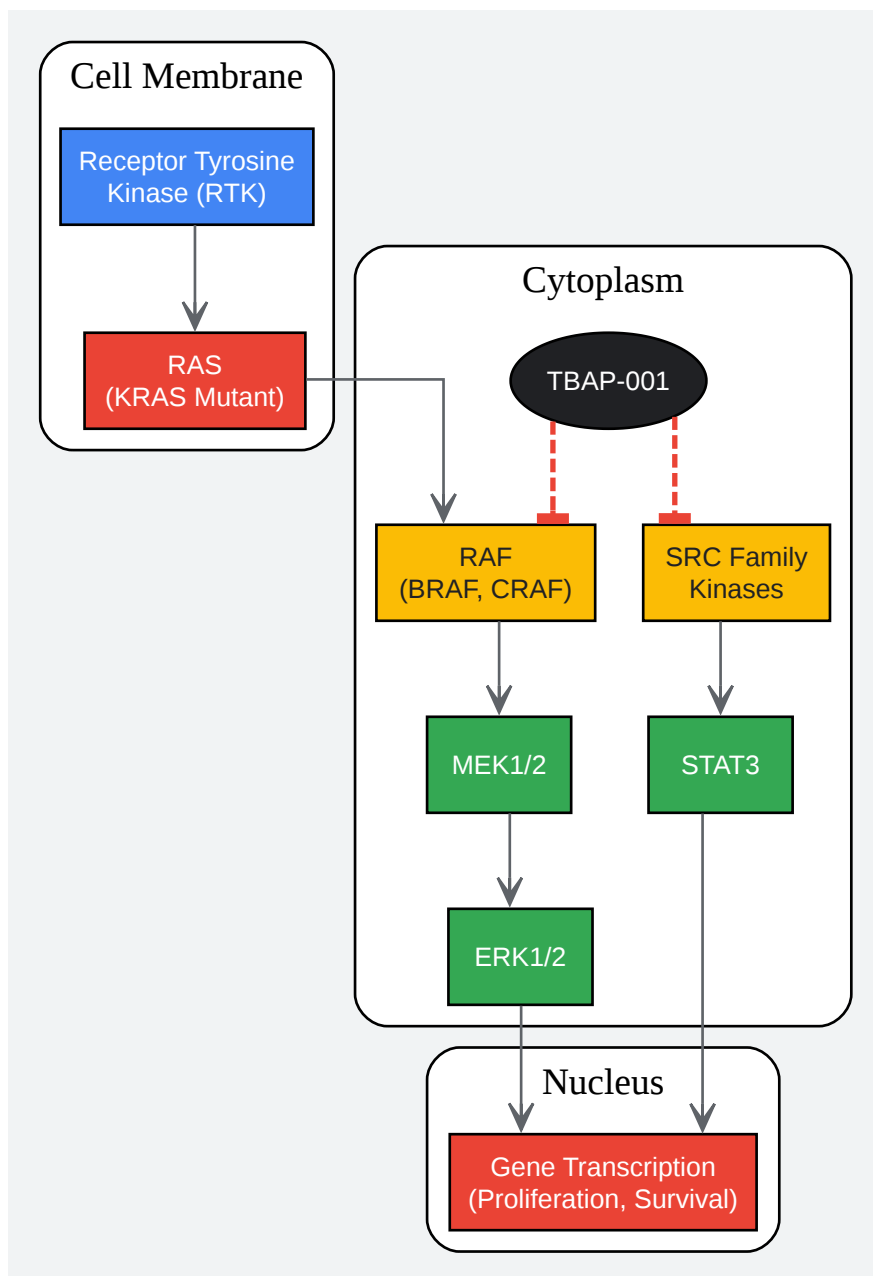 Cell Membrane
Receptor Tyrosine
Kinase (RTK)
RAS
(KRAS Mutant)
Cytoplasm
TBAP-001
RAF
(BRAF, CRAF)
SRC Family
Kinases
MEK1/2
STAT3
ERK1/2
Nucleus
Gene Transcription
(Proliferation, Survival)